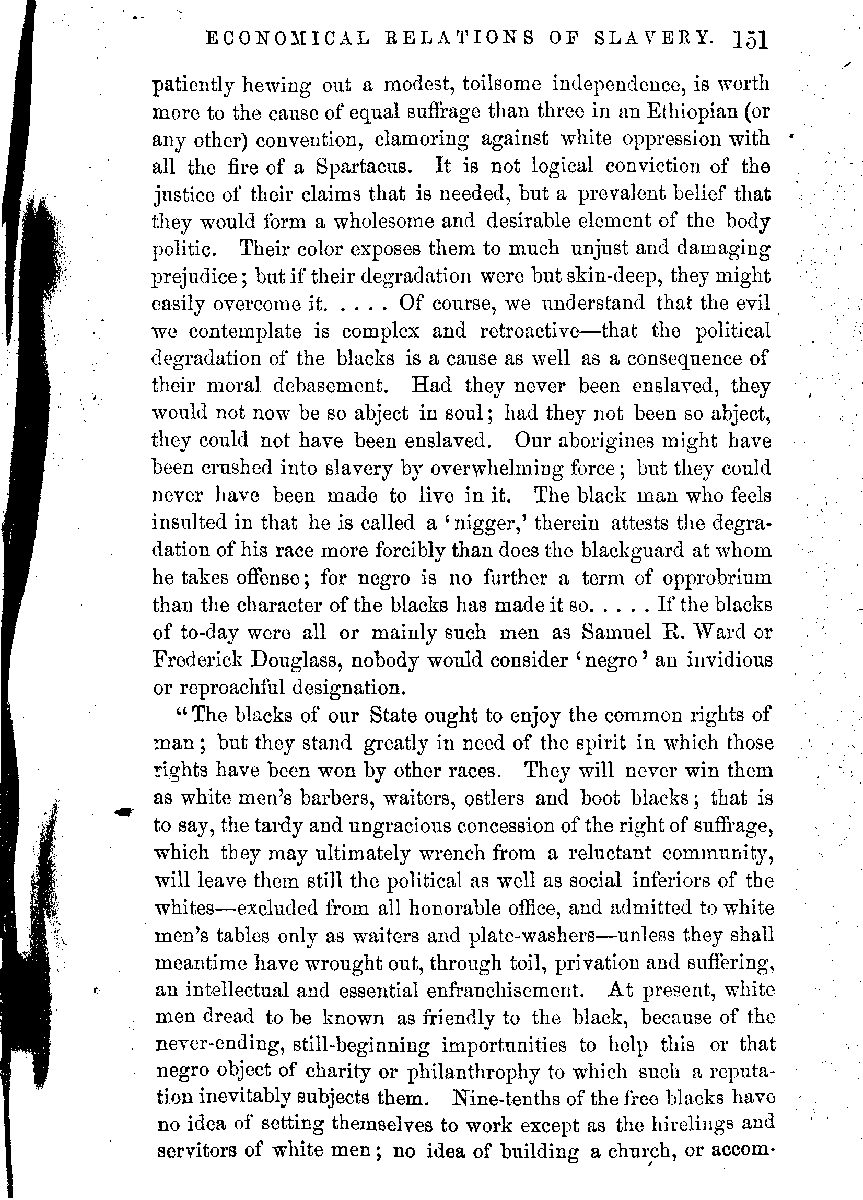 ECONOMICAL RELATIONS OF SLAVERY. 151
patiently hewing out a modest, toilsome independence, is worth
more to the cause of equal suffrage than three in an Ethiopian (or
any other) convention, clamoring against white oppression with
all the fire of a Spartacus. It is not logical conviction of the
justice of their claims that is needed, but a prevalent belief that
they would form a wholesome and desirable element of the body
politic. Their color exposes them to much unjust and damaging
prejudice; but if their degradation were but skin-deep, they might
easily overcome it. . . . . . Of course, we understand that the evil
we contemplate is complex and retroactive—that the political
degradation of the blacks is a cause as well as a consequence of
their moral debasement. Had they never been enslaved, they
would not now be so abject in soul; had they not been so abject,
they could not have been enslaved. Our aborigines might have
been crushed into slavery by overwhelming force; but they could
never have been made to live in it. The black man who feels
insulted in that he is called a ‘nigger,’ therein attests the degra-
dation of his race more forcibly than does the blackguard at whom
he takes offense; for negro is no further a term of opprobrium
than the character of the blacks has made it so. . . . . . If the blacks
of to-day were all or mainly such men as Samuel R. Ward or
Frederick Douglass, nobody would consider ‘negro’ an invidious
or reproachful designation.
“The blacks of our State ought to enjoy the common rights of
man; but they stand greatly in need of the spirit in which those
rights have been won by other races. They will never win them
as white men’s barbers, waiters, ostlers and boot blacks; that is
to say, the tardy and ungracious concession of the right of suffrage,
which they may ultimately wrench from a reluctant community,
will leave them still the political as well as social inferiors of the
whites—excluded from all honorable office, and admitted to white
men’s tables only as waiters and plate-washers—unless they shall
meantime have wrought out, through toil, privation and suffering,
an intellectual and essential enfranchisement. At present, white
men dread to be known as friendly to the black, because of the
never-ending, still-beginning importunities to help this or that
negro object of charity or philanthropy to which such a reputa-
tion inevitably subjects them. Nine-tenths of the free blacks have
no idea of setting themselves to work except as the hirelings and
servitors of white men; no idea of building a church, or accom-